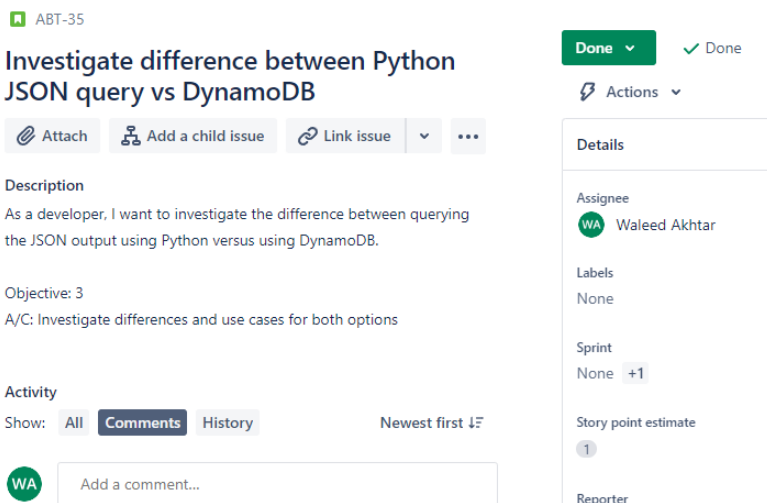 ABT-35
Investigate difference between Python
JSON query vs DynamoDB
Attach
Add a child issue
Link issue
Description
As a developer, I want to investigate the difference between querying
the JSON output using Python versus using DynamoDB.
Objective: 3
A/C: Investigate differences and use cases for both options
Activity
Show: All Comments History Newest first
WA Add a comment...
Done Done
Actions
Details
Assignee
WA Waleed Akhtar
Labels
None
Sprint
None +1
Story point estimate
1
Reporter